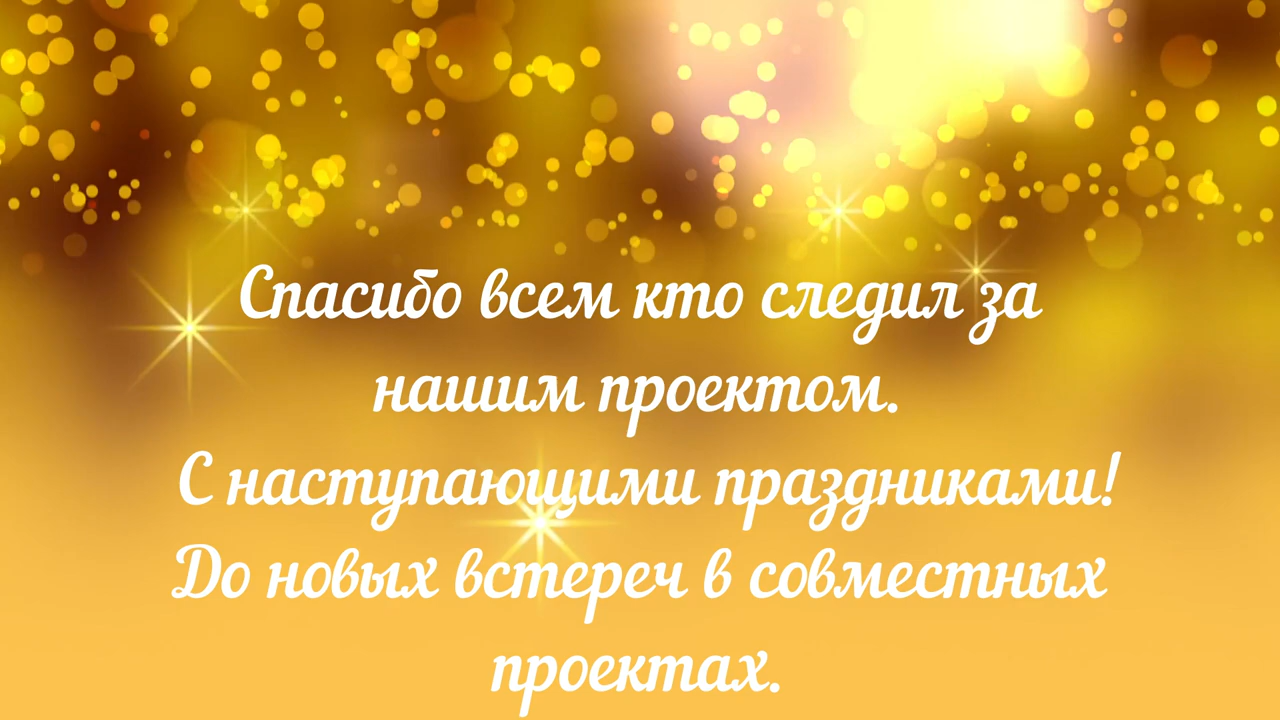 Спасибо всем кто следил за
нашим проектом.
С наступающими праздниками!
До новых встереч в совместных
проектах.